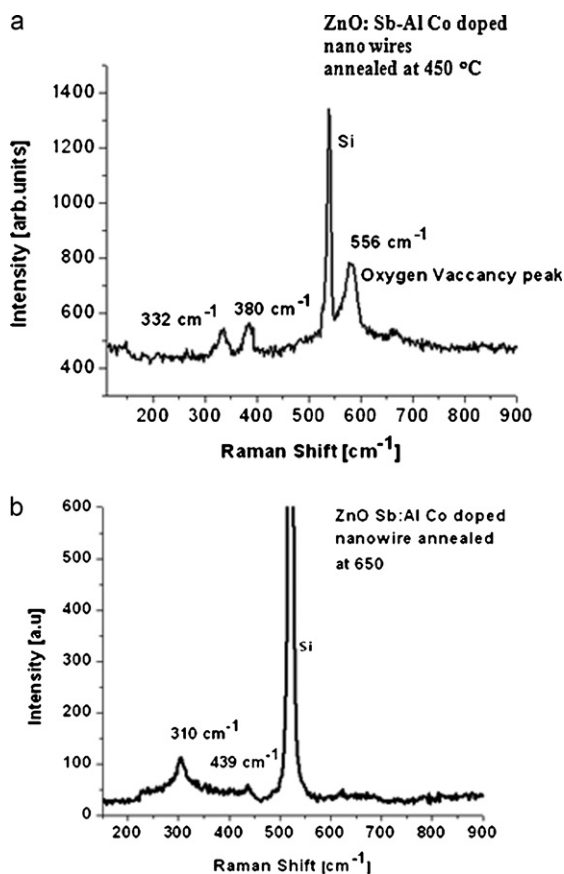 a
ZnO: Sb-Al Co doped
nano wires
annealed at 450 °C
1400
1200
1000
800
600
400
Intensity [arb.units]
Si
556 cm-1
Oxygen Vaccancy peak
332 cm-1
380 cm-1
200 300 400 500 600 700 800 900
Raman Shift [cm-1]
b
600
500
400
300
200
100
0
Intensity [a.u]
ZnO Sb:Al Co doped
nanowire annealed
at 650
Si
310 cm-1
439 cm-1
200 300 400 500 600 700 800 900
Raman Shift [cm-1]